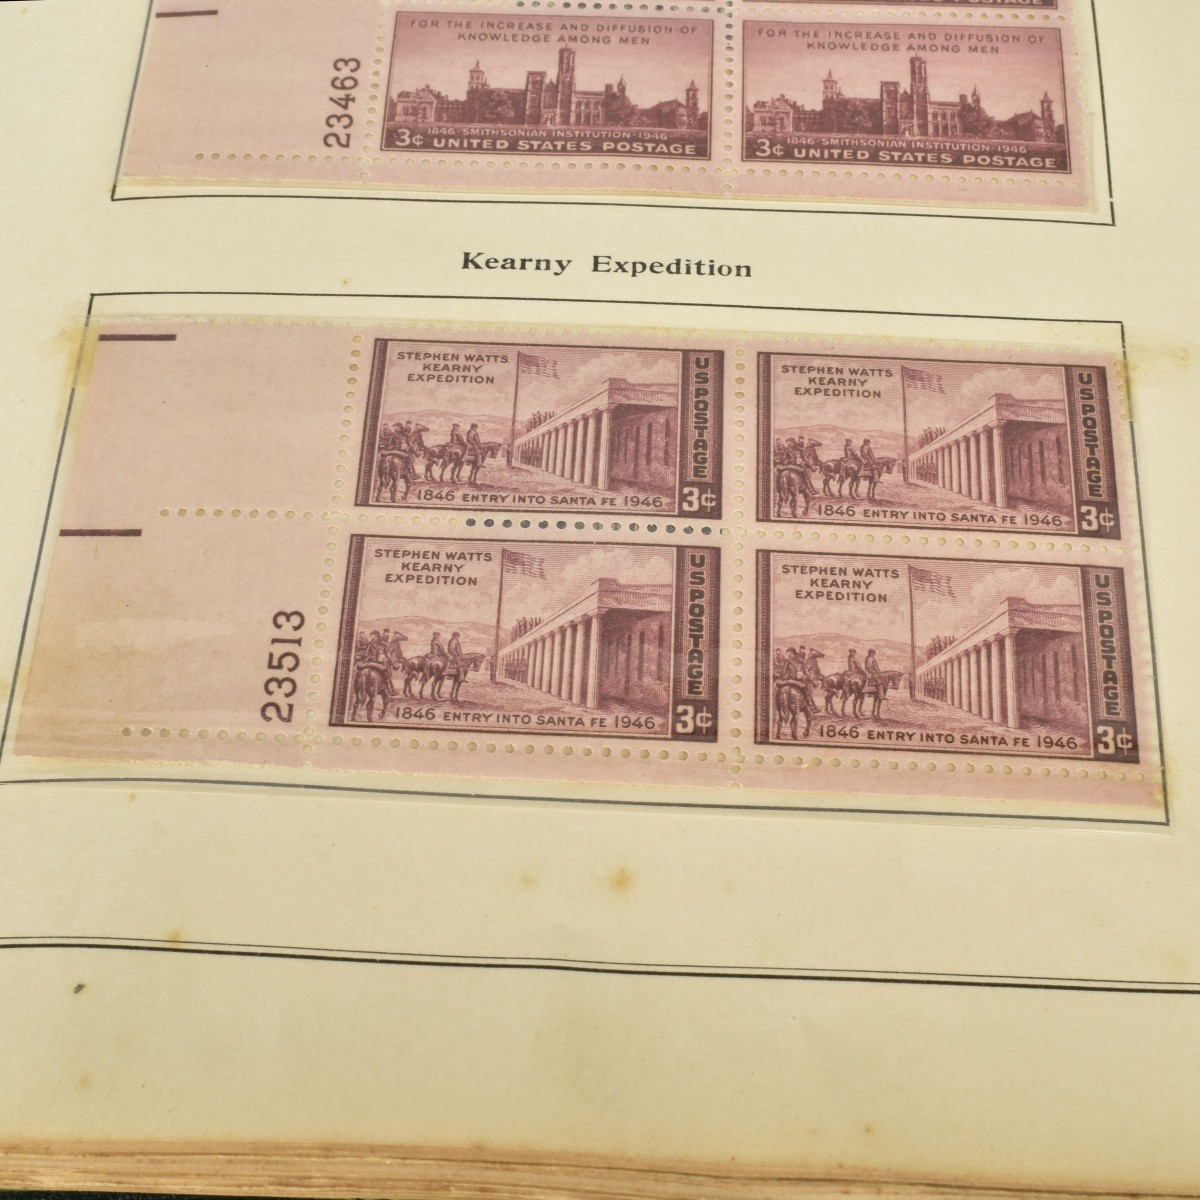 UNITED STATES POSTAGE
FOR THE INCREASE AND DIFFUSION OF
KNOWLEDGE AMONG MEN
3¢ 1846-SMITHSONIAN INSTITUTION-1946
UNITED STATES POSTAGE
FOR THE INCREASE AND DIFFUSION OF
KNOWLEDGE AMONG MEN
3¢ 1846-SMITHSONIAN INSTITUTION-1946
UNITED STATES POSTAGE
23463
Kearny Expedition
STEPHEN WATTS
KEARNY
EXPEDITION
US POSTAGE
1846 ENTRY INTO SANTA FE 1946
3¢
STEPHEN WATTS
KEARNY
EXPEDITION
US POSTAGE
1846 ENTRY INTO SANTA FE 1946
3¢
23513
STEPHEN WATTS
KEARNY
EXPEDITION
US POSTAGE
1846 ENTRY INTO SANTA FE 1946
3¢
STEPHEN WATTS
KEARNY
EXPEDITION
US POSTAGE
1846 ENTRY INTO SANTA FE 1946
3¢